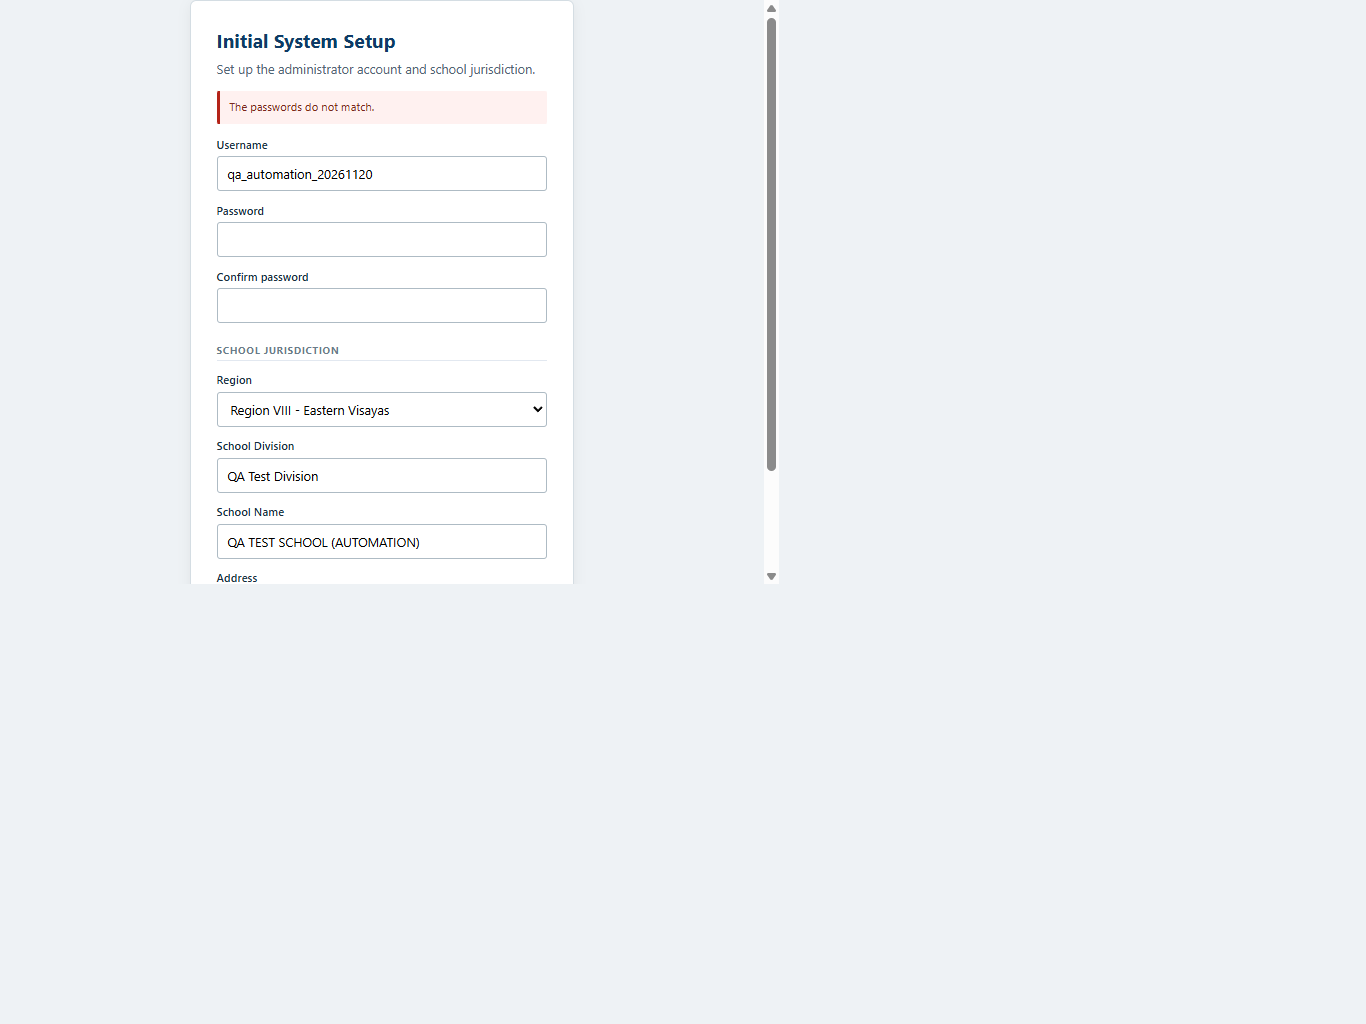 Initial System Setup
Set up the administrator account and school jurisdiction.
The passwords do not match.
Username
qa_automation_20261120
Password
Confirm password
SCHOOL JURISDICTION
Region
Region VIII - Eastern Visayas
School Division
QA Test Division
School Name
QA TEST SCHOOL (AUTOMATION)
Address